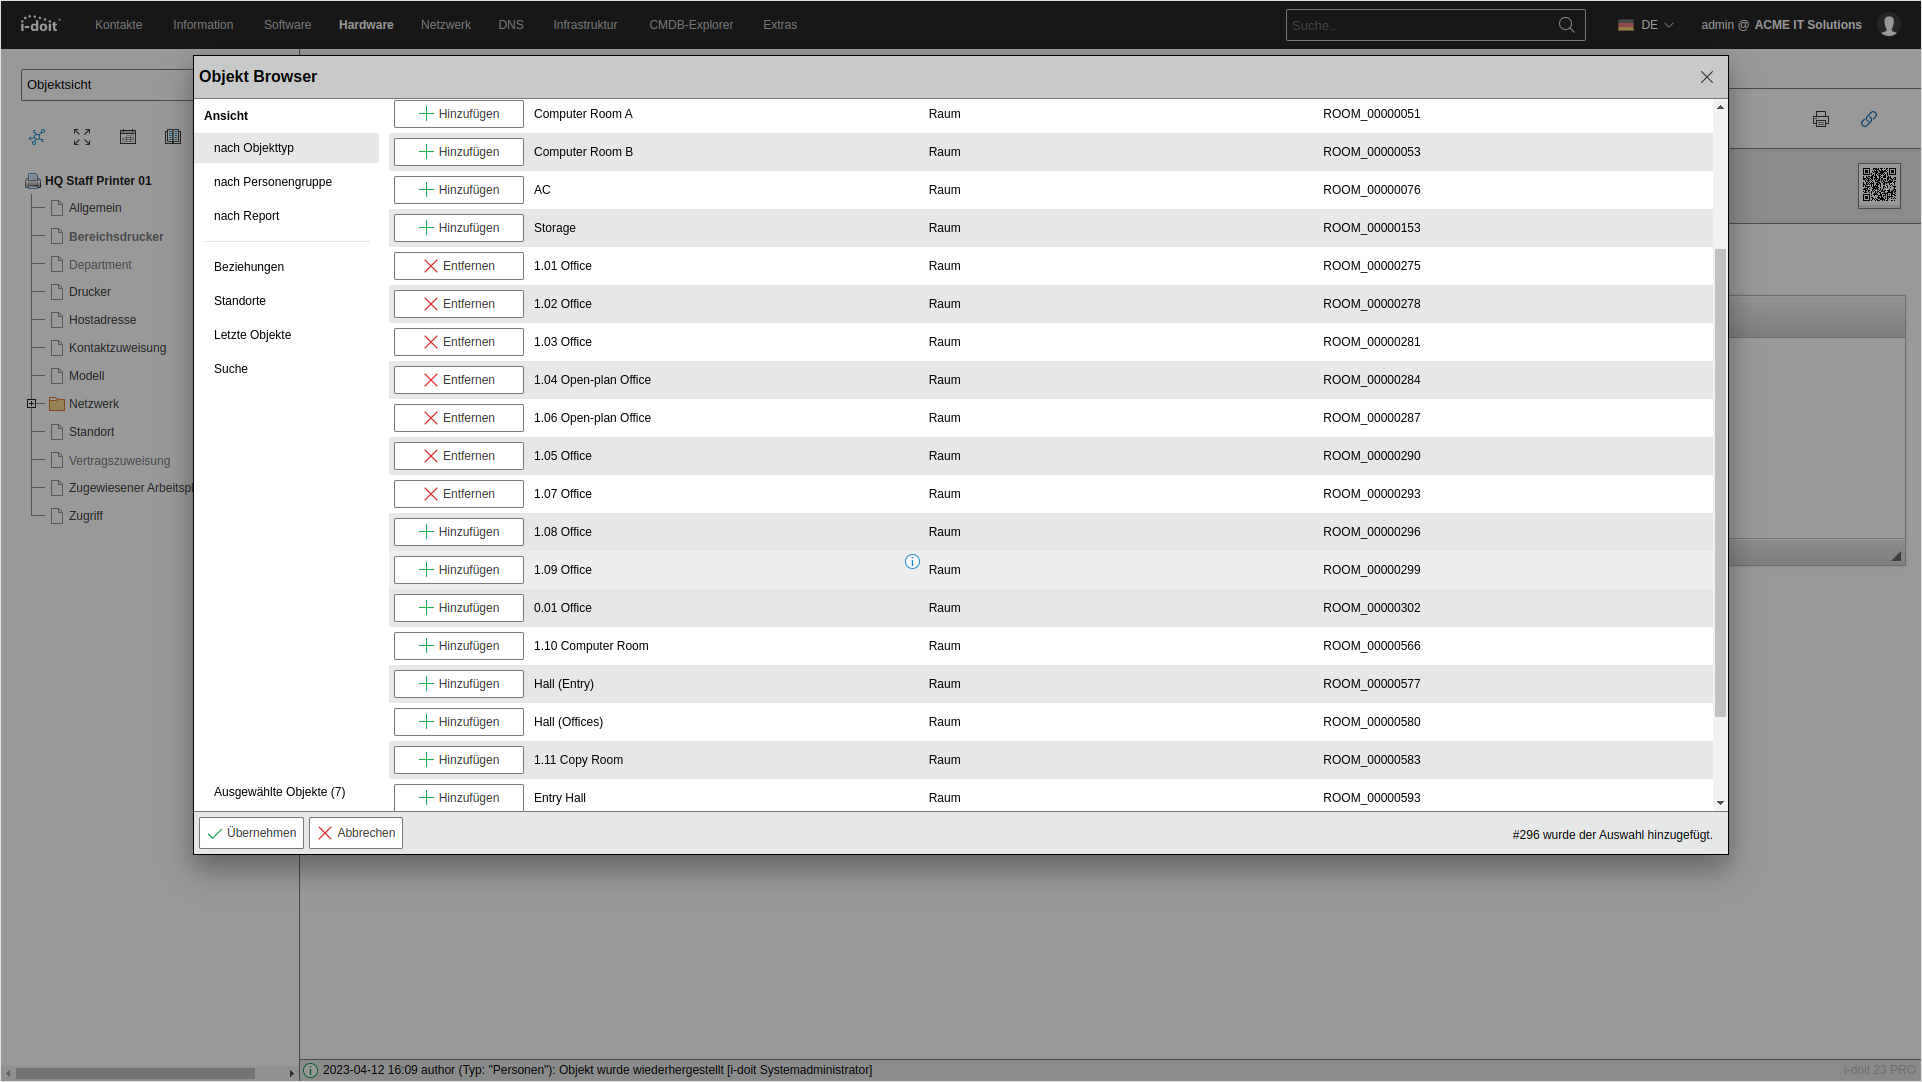 i-doit Kontakte Information Software Hardware Netzwerk DNS Infrastruktur CMDB-Explorer Extras Suche.. DE admin @ ACME IT Solutions
Objektsicht
HQ Staff Printer 01
Allgemein
Bereichsdrucker
Department
Drucker
Hostadresse
Kontaktzuweisung
Modell
Netzwerk
Standort
Vertragszuweisung
Zugewiesener Arbeitspl
Zugriff
Objekt Browser
Ansicht
nach Objekttyp
nach Personengruppe
nach Report
Beziehungen
Standorte
Letzte Objekte
Suche
Ausgewählte Objekte (7)
Hinzufügen Computer Room A Raum ROOM_00000051
Hinzufügen Computer Room B Raum ROOM_00000053
Hinzufügen AC Raum ROOM_00000076
Hinzufügen Storage Raum ROOM_00000153
Entfernen 1.01 Office Raum ROOM_00000275
Entfernen 1.02 Office Raum ROOM_00000278
Entfernen 1.03 Office Raum ROOM_00000281
Entfernen 1.04 Open-plan Office Raum ROOM_00000284
Entfernen 1.06 Open-plan Office Raum ROOM_00000287
Entfernen 1.05 Office Raum ROOM_00000290
Entfernen 1.07 Office Raum ROOM_00000293
Hinzufügen 1.08 Office Raum ROOM_00000296
Hinzufügen 1.09 Office Raum ROOM_00000299
Hinzufügen 0.01 Office Raum ROOM_00000302
Hinzufügen 1.10 Computer Room Raum ROOM_00000566
Hinzufügen Hall (Entry) Raum ROOM_00000577
Hinzufügen Hall (Offices) Raum ROOM_00000580
Hinzufügen 1.11 Copy Room Raum ROOM_00000583
Hinzufügen Entry Hall Raum ROOM_00000593
Übernehmen Abbrechen #296 wurde der Auswahl hinzugefügt.
2023-04-12 16:09 author (Typ: "Personen"): Objekt wurde wiederhergestellt [i-doit Systemadministrator] i-doit 23 PRO